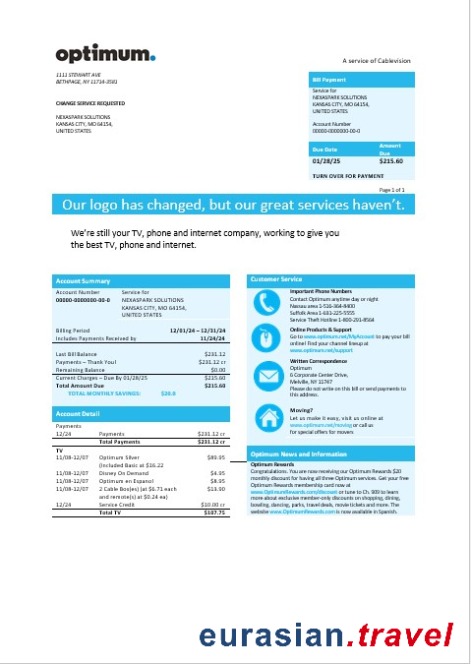 optimum.
A service of Cablevision
1111 STEWART AVE
BETHPAGE, NY 11714-3581
CHANGE SERVICE REQUESTED
NEXASPARK SOLUTIONS
KANSAS CITY, MO 64154,
UNITED STATES
Bill Payment
Service for
NEXASPARK SOLUTIONS
KANSAS CITY, MO 64154,
UNITED STATES
Account Number
00000-0000000-00-0
Due Date Amount Due
01/28/25 $215.60
TURN OVER FOR PAYMENT
Page 1 of 1
Our logo has changed, but our great services haven't.
We're still your TV, phone and internet company, working to give you
the best TV, phone and internet.
Account Summary
Account Number Service for
00000-0000000-00-0 NEXASPARK SOLUTIONS
KANSAS CITY, MO 64154,
UNITED STATES
Billing Period 12/01/24 – 12/31/24
Includes Payments Received by 11/24/24
Last Bill Balance $231.12
Payments – Thank You! $231.12 cr
Remaining Balance $0.00
Current Charges – Due By 01/28/25 $215.60
Total Amount Due $215.60
TOTAL MONTHLY SAVINGS: $20.8
Account Detail
Payments
12/24 Payments $231.12 cr
Total Payments $231.12 cr
TV
11/08-12/07 Optimum Silver $89.95
(Included Basic at $16.22
11/08-12/07 Disney On Demand $4.95
11/08-12/07 Optimum en Espanol $8.95
11/08-12/07 2 Cable Box(es) (at $6.71 each $13.90
and remote(s) at $0.24 ea)
12/24 Service Credit $10.00 cr
Total TV $107.75
Customer Service
Important Phone Numbers
Contact Optimum anytime day or night
Nassau area 1-516-364-8400
Suffolk Area 1-631-225-5555
Service Theft Hotline 1-800-291-8564
Online Products & Support
Go to www.optimum.net/MyAccount to pay your bill
online! Find your channel lineup at
www.optimum.net/support
Written Correspondence
Optimum
6 Corporate Center Drive,
Melville, NY 11747
Please do not write on this bill or send payments to
this address.
Moving?
Let us make it easy, visit us online at
www.optimum.net/moving or call us
for special offers for movers
Optimum News and Information
Optimum Rewards
Congratulations. You are now receiving our Optimum Rewards $20
monthly discount for having all three Optimum services. Get your free
Optimum Rewards membership card now at
www.OptimumRewards.com/discount or tune to Ch. 900 to learn
more about exclusive member-only discounts on shopping, dining,
bowling, dancing, parks, travel deals, movie tickets and more. The
website www.OptimumRewards.com is now available in Spanish.
eurasian.travel